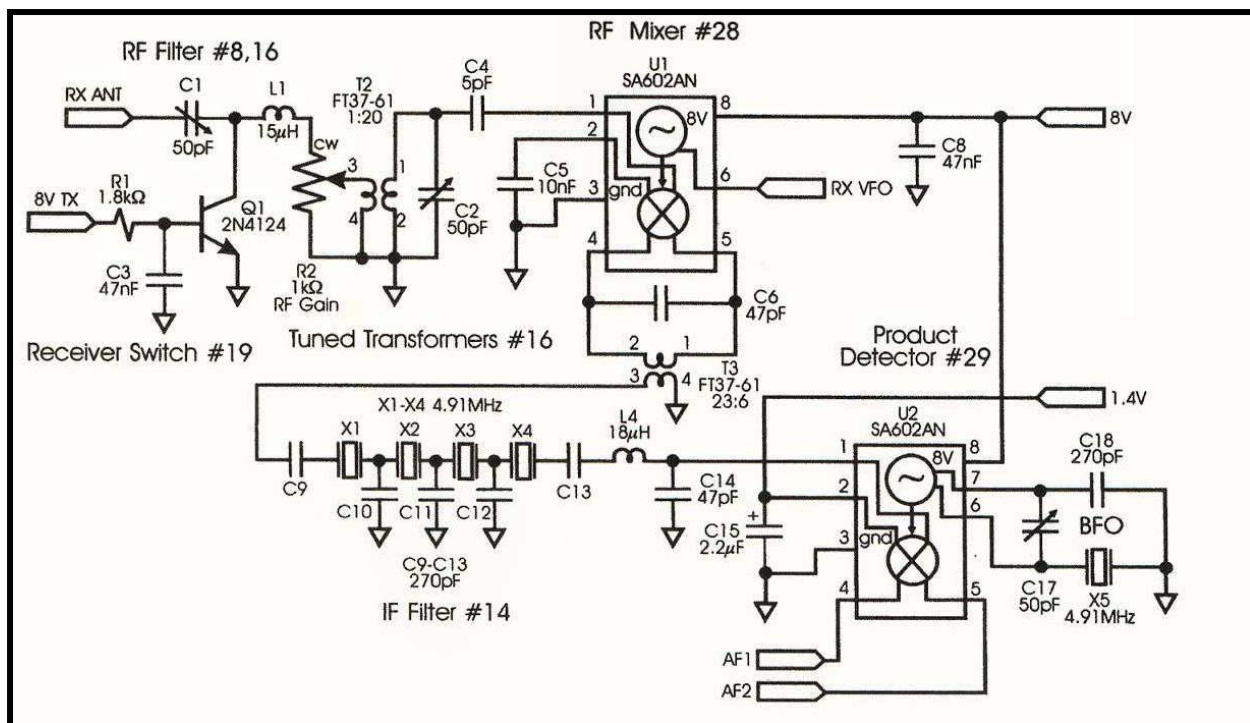 RF Mixer #28
RF Filter #8,16
U1
SA602AN
C4
5pF
T2
FT37-61
1:20
C1
L1
RX ANT
50pF
15µH
1
8
8V
8V
CW
2
C8
47nF
3
1
C5
10nF
3
gnd
6
RX VFO
R1
1.8kΩ
8V TX
Q1
2N4124
4
2
C2
50pF
4
5
C3
47nF
R2
1kΩ
RF Gain
C6
47pF
Receiver Switch #19
Tuned Transformers #16
Product
Detector #29
2
1
3
4
T3
FT37-61
23:6
1.4V
X1-X4 4.91MHz
L4
18µH
U2
SA602AN
X1
X2
X3
X4
1
8V
8
C18
270pF
7
C9
C13
C14
47pF
2
6
BFO
C10
C11
C12
+
C15
2.2µF
3
gnd
C9-C13
270pF
4
5
C17
50pF
X5
4.91MHz
IF Filter #14
AF1
AF2